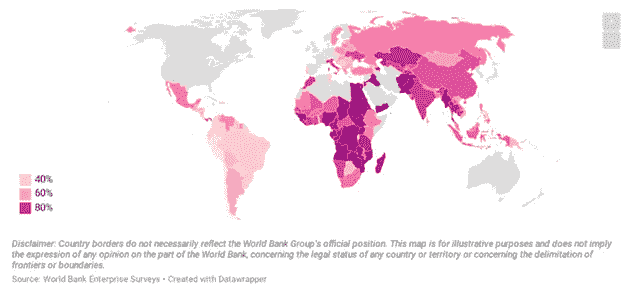 40%
60%
80%
Disclaimer: Country borders do not necessarily reflect the World Bank Group's official position. This map is for illustrative purposes and does not imply
the expression of any opinion on the part of the World Bank, concerning the legal status of any country or territory or concerning the delimitation of
frontiers or boundaries.
Source: World Bank Enterprise Surveys • Created with Datawrapper